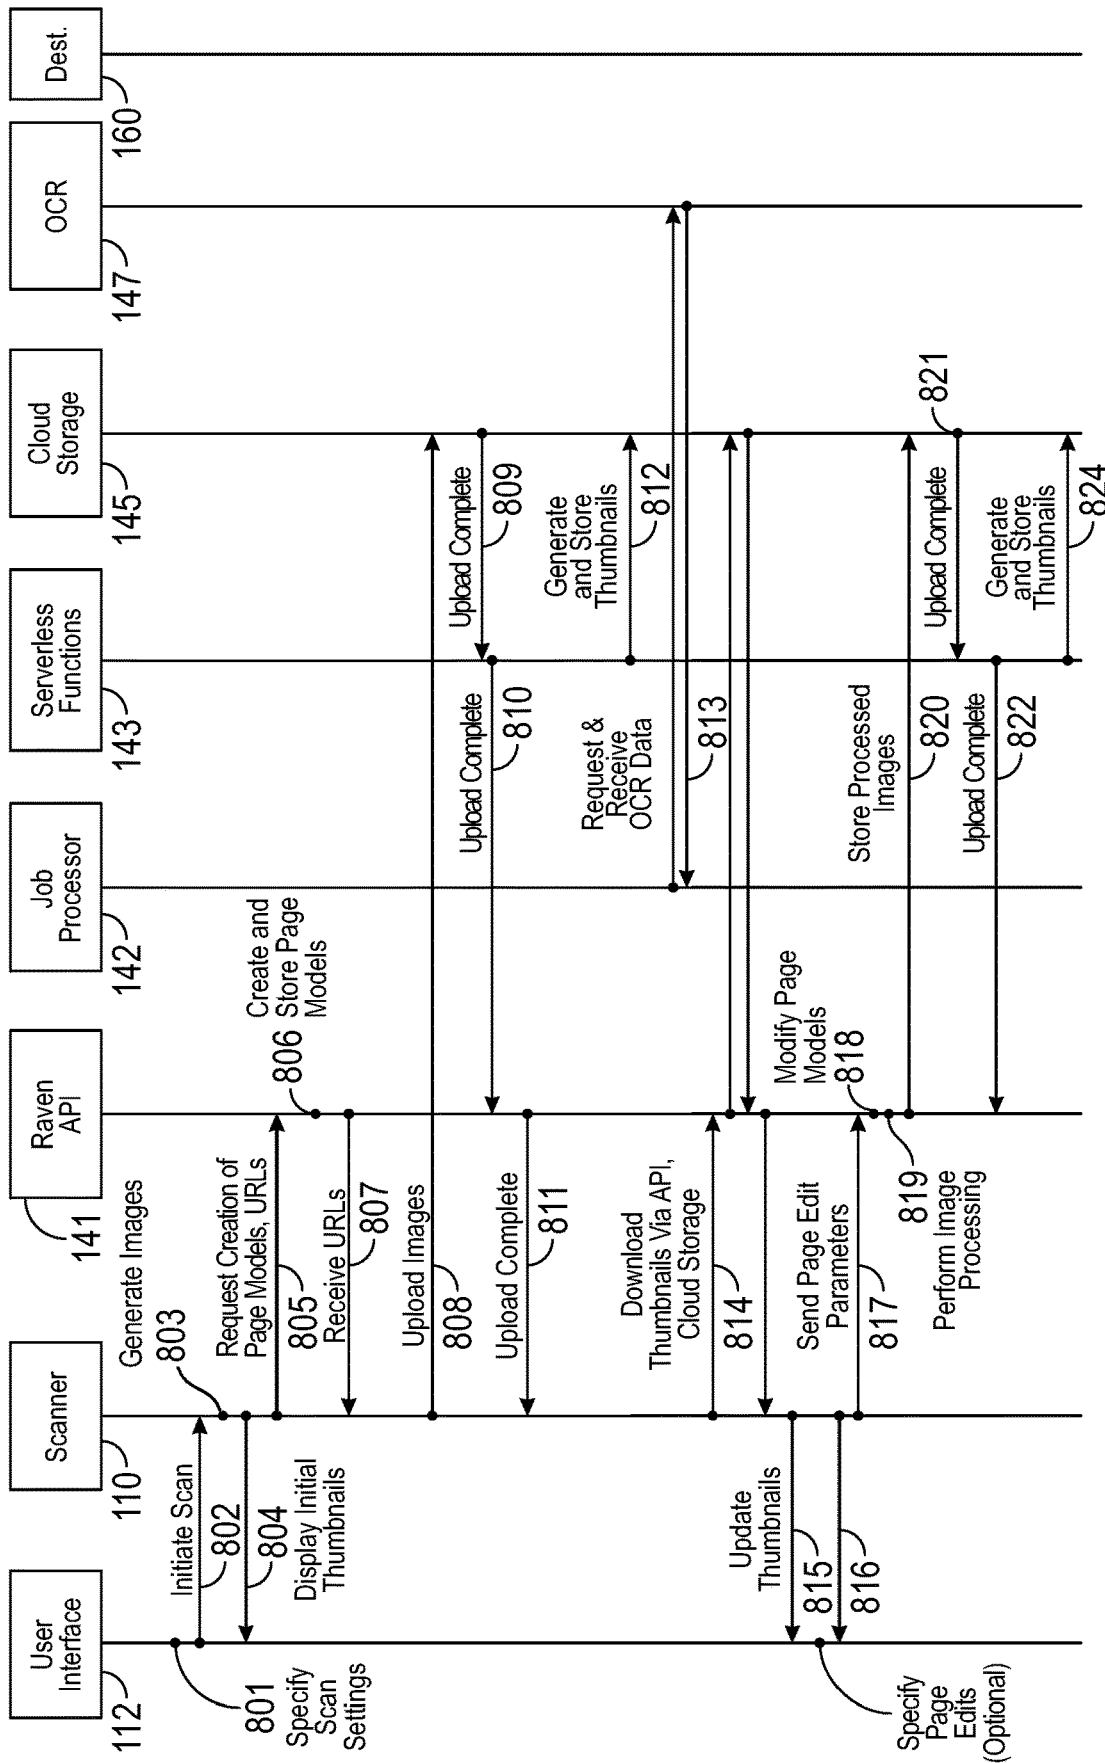 User
Interface
112
Scanner
110
Raven
API
141
Job
Processor
142
Serverless
Functions
143
Cloud
Storage
145
OCR
147
Dest.
160
801
Specify
Scan
Settings
Initiate Scan
802
Generate Images
803
804
Display Initial
Thumbnails
Request Creation of
Page Models, URLs
805
806
Create and
Store Page
Models
Receive URLs
807
Upload Images
808
Upload Complete
809
Upload Complete
810
Upload Complete
811
Generate
and Store
Thumbnails
812
Request &
Receive
OCR Data
813
Download
Thumbnails Via API,
Cloud Storage
814
Update
Thumbnails
815
816
Specify
Page
Edits
(Optional)
Send Page Edit
Parameters
817
Modify Page
Models
818
819
Perform Image
Processing
Store Processed
Images
820
821
Upload Complete
Upload Complete
822
Generate
and Store
Thumbnails
824